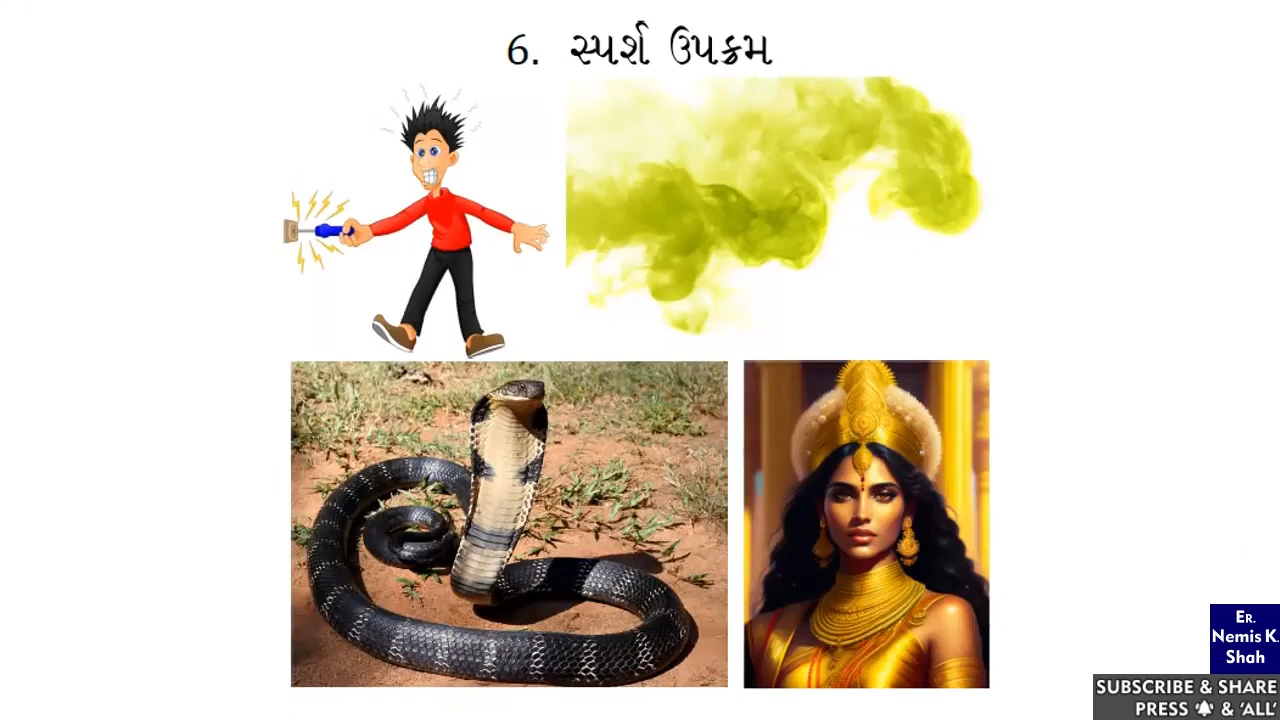 6. સ્પર્શ ઉપક્રમ
ER.
Nemis K.
Shah
SUBSCRIBE & SHARE
PRESS & ‘ALL’